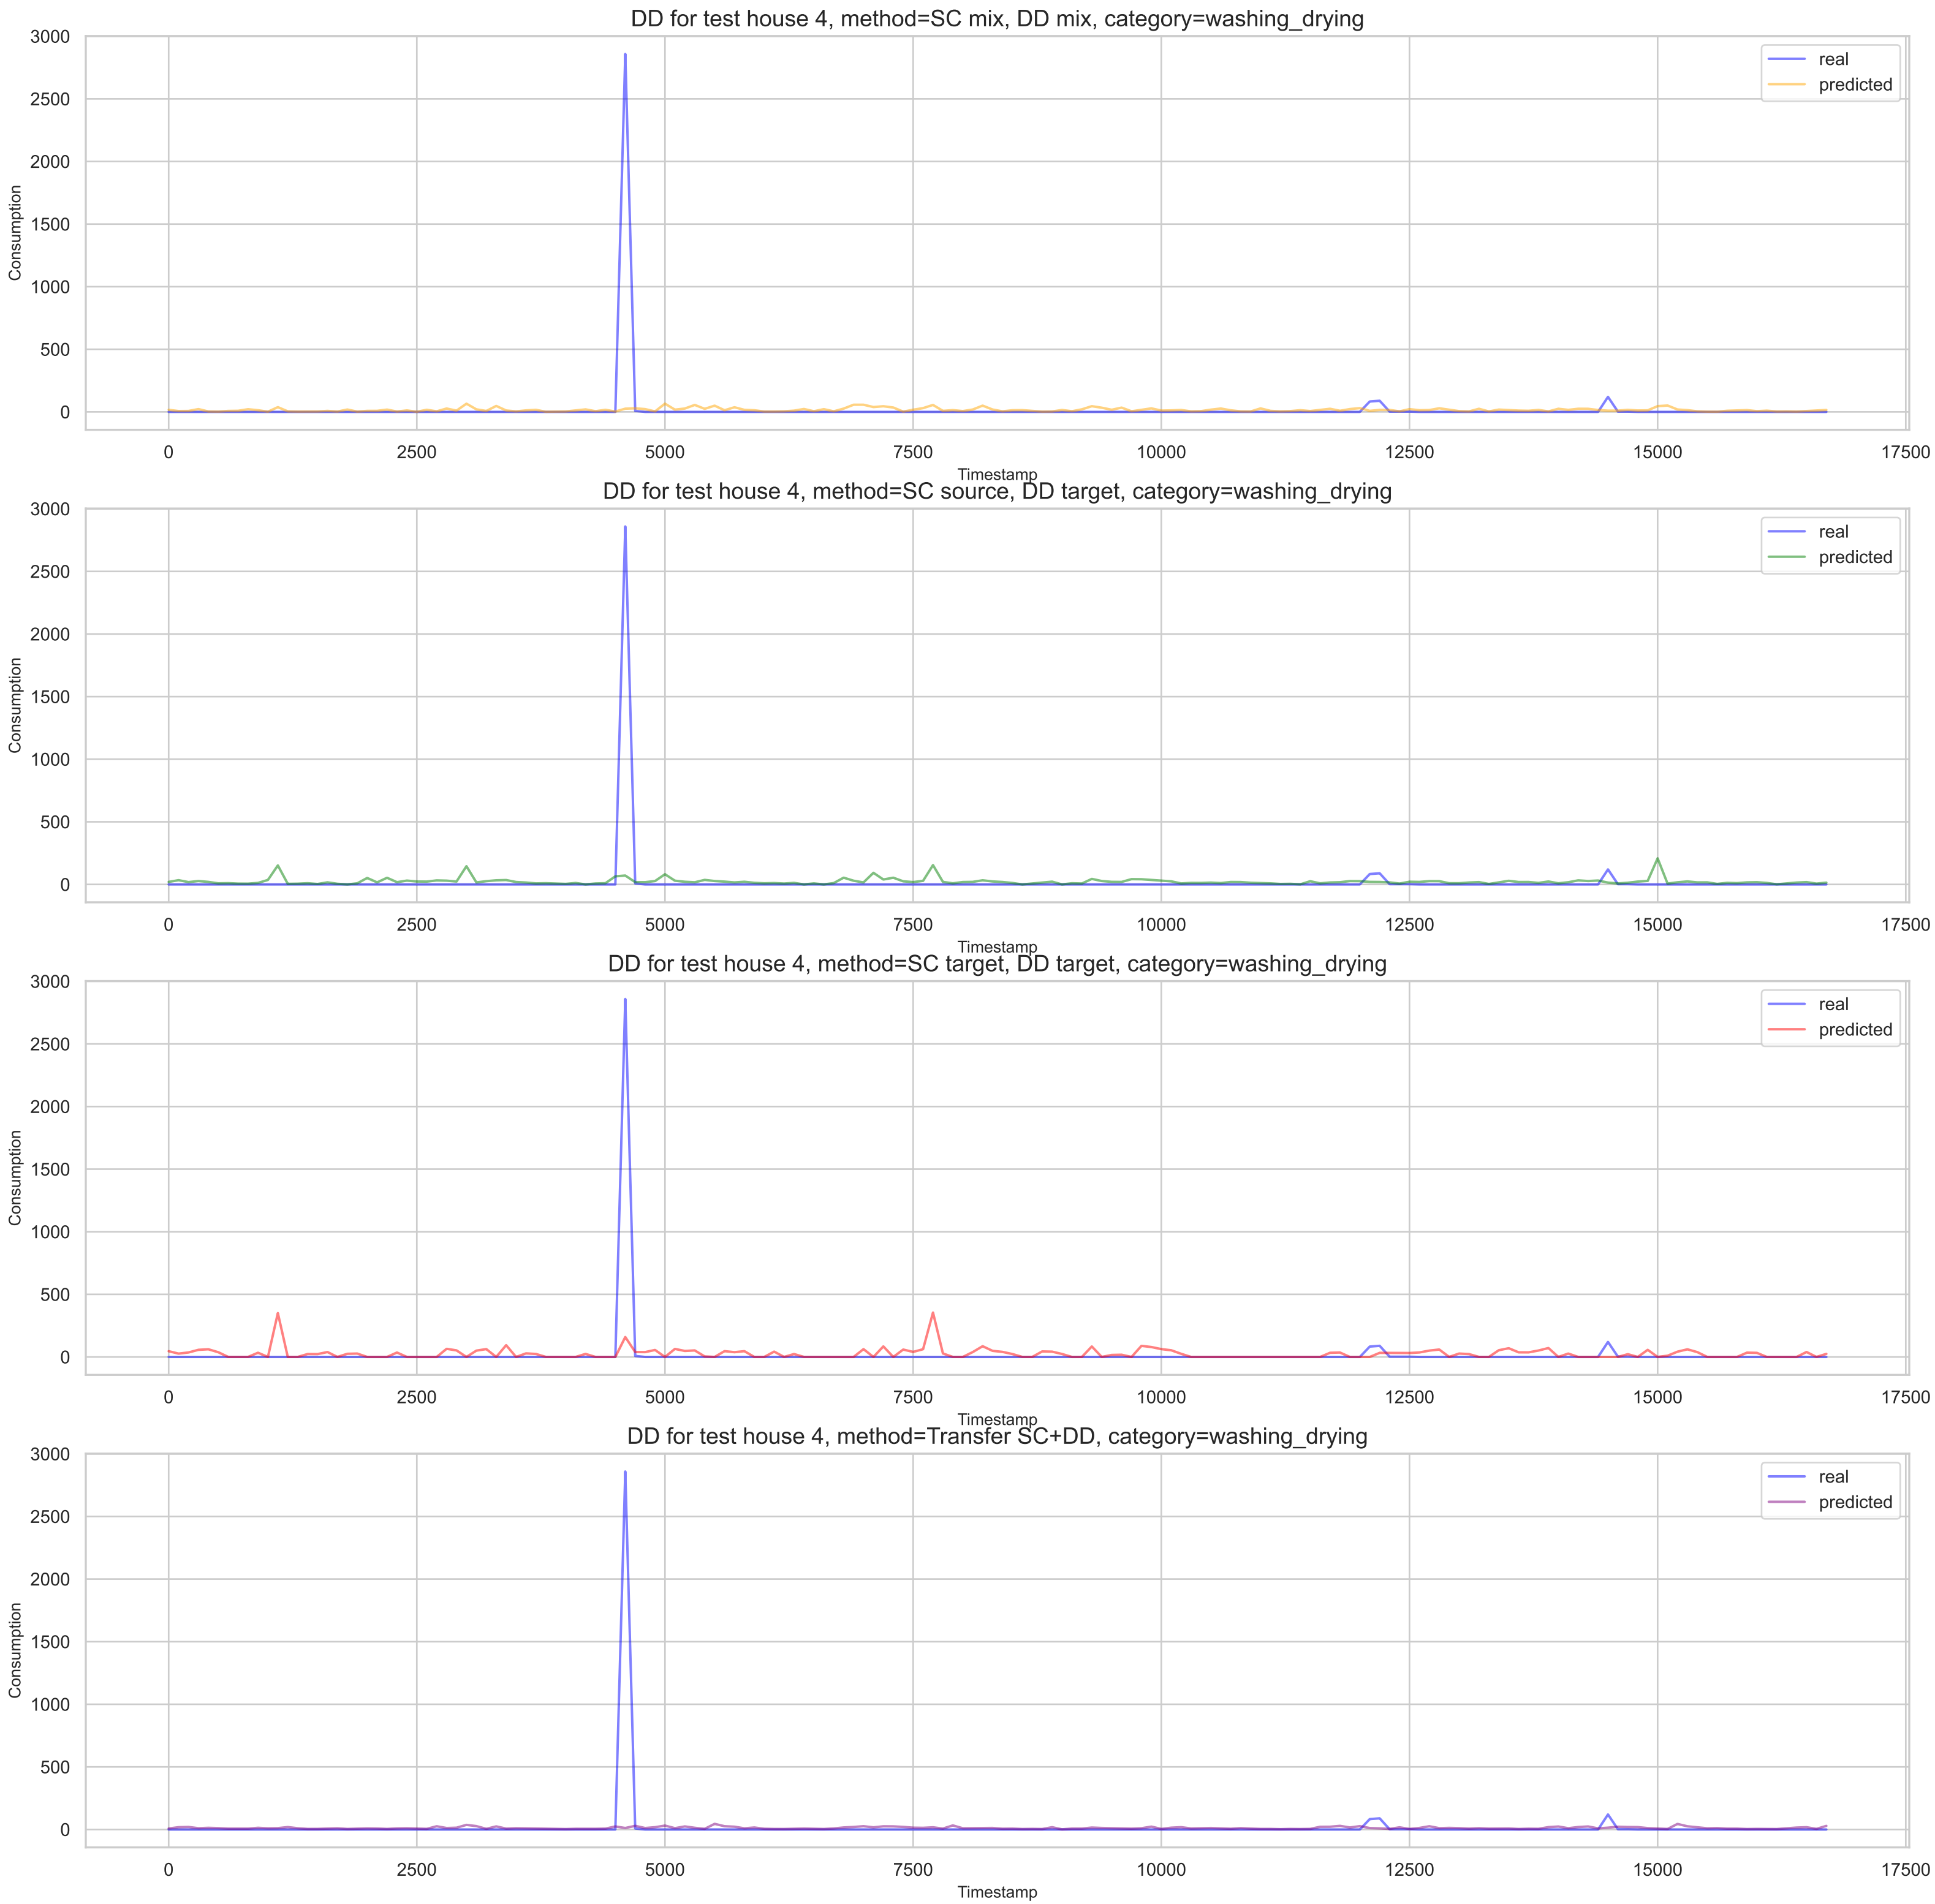 DD for test house 4, method=SC mix, DD mix, category=washing_drying
3000
2500
2000
1500
1000
500
0
Consumption
real
predicted
0 2500 5000 7500 10000 12500 15000 17500
Timestamp
DD for test house 4, method=SC source, DD target, category=washing_drying
3000
2500
2000
1500
1000
500
0
Consumption
real
predicted
0 2500 5000 7500 10000 12500 15000 17500
Timestamp
DD for test house 4, method=SC target, DD target, category=washing_drying
3000
2500
2000
1500
1000
500
0
Consumption
real
predicted
0 2500 5000 7500 10000 12500 15000 17500
Timestamp
DD for test house 4, method=Transfer SC+DD, category=washing_drying
3000
2500
2000
1500
1000
500
0
Consumption
real
predicted
0 2500 5000 7500 10000 12500 15000 17500
Timestamp